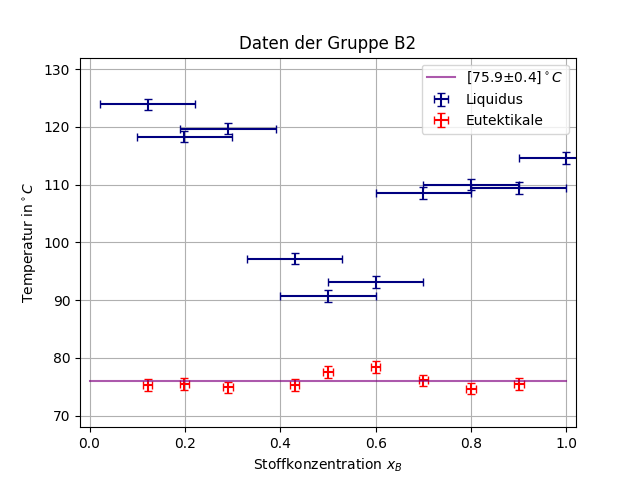 Daten der Gruppe B2
[75.9±0.4]°C
Liquidus
Eutektikale
130
120
110
100
90
80
70
Temperatur in°C
0.0 0.2 0.4 0.6 0.8 1.0
Stoffkonzentration x_B